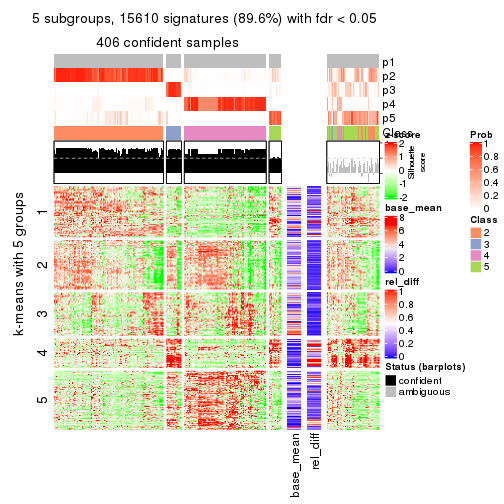 5 subgroups, 15610 signatures (89.6%) with fdr < 0.05
406 confident samples
p1
p2
p3
p4
p5
Class
Silhouette
score
k-means with 5 groups
1
2
3
4
5
base_mean
rel_diff
z-score
2
1
0
-1
-2
base_mean
8
6
4
2
0
rel_diff
1
0.8
0.6
0.4
0.2
0
Status (barplots)
confident
ambiguous
Prob
1
0.8
0.6
0.4
0.2
0
Class
2
3
4
5